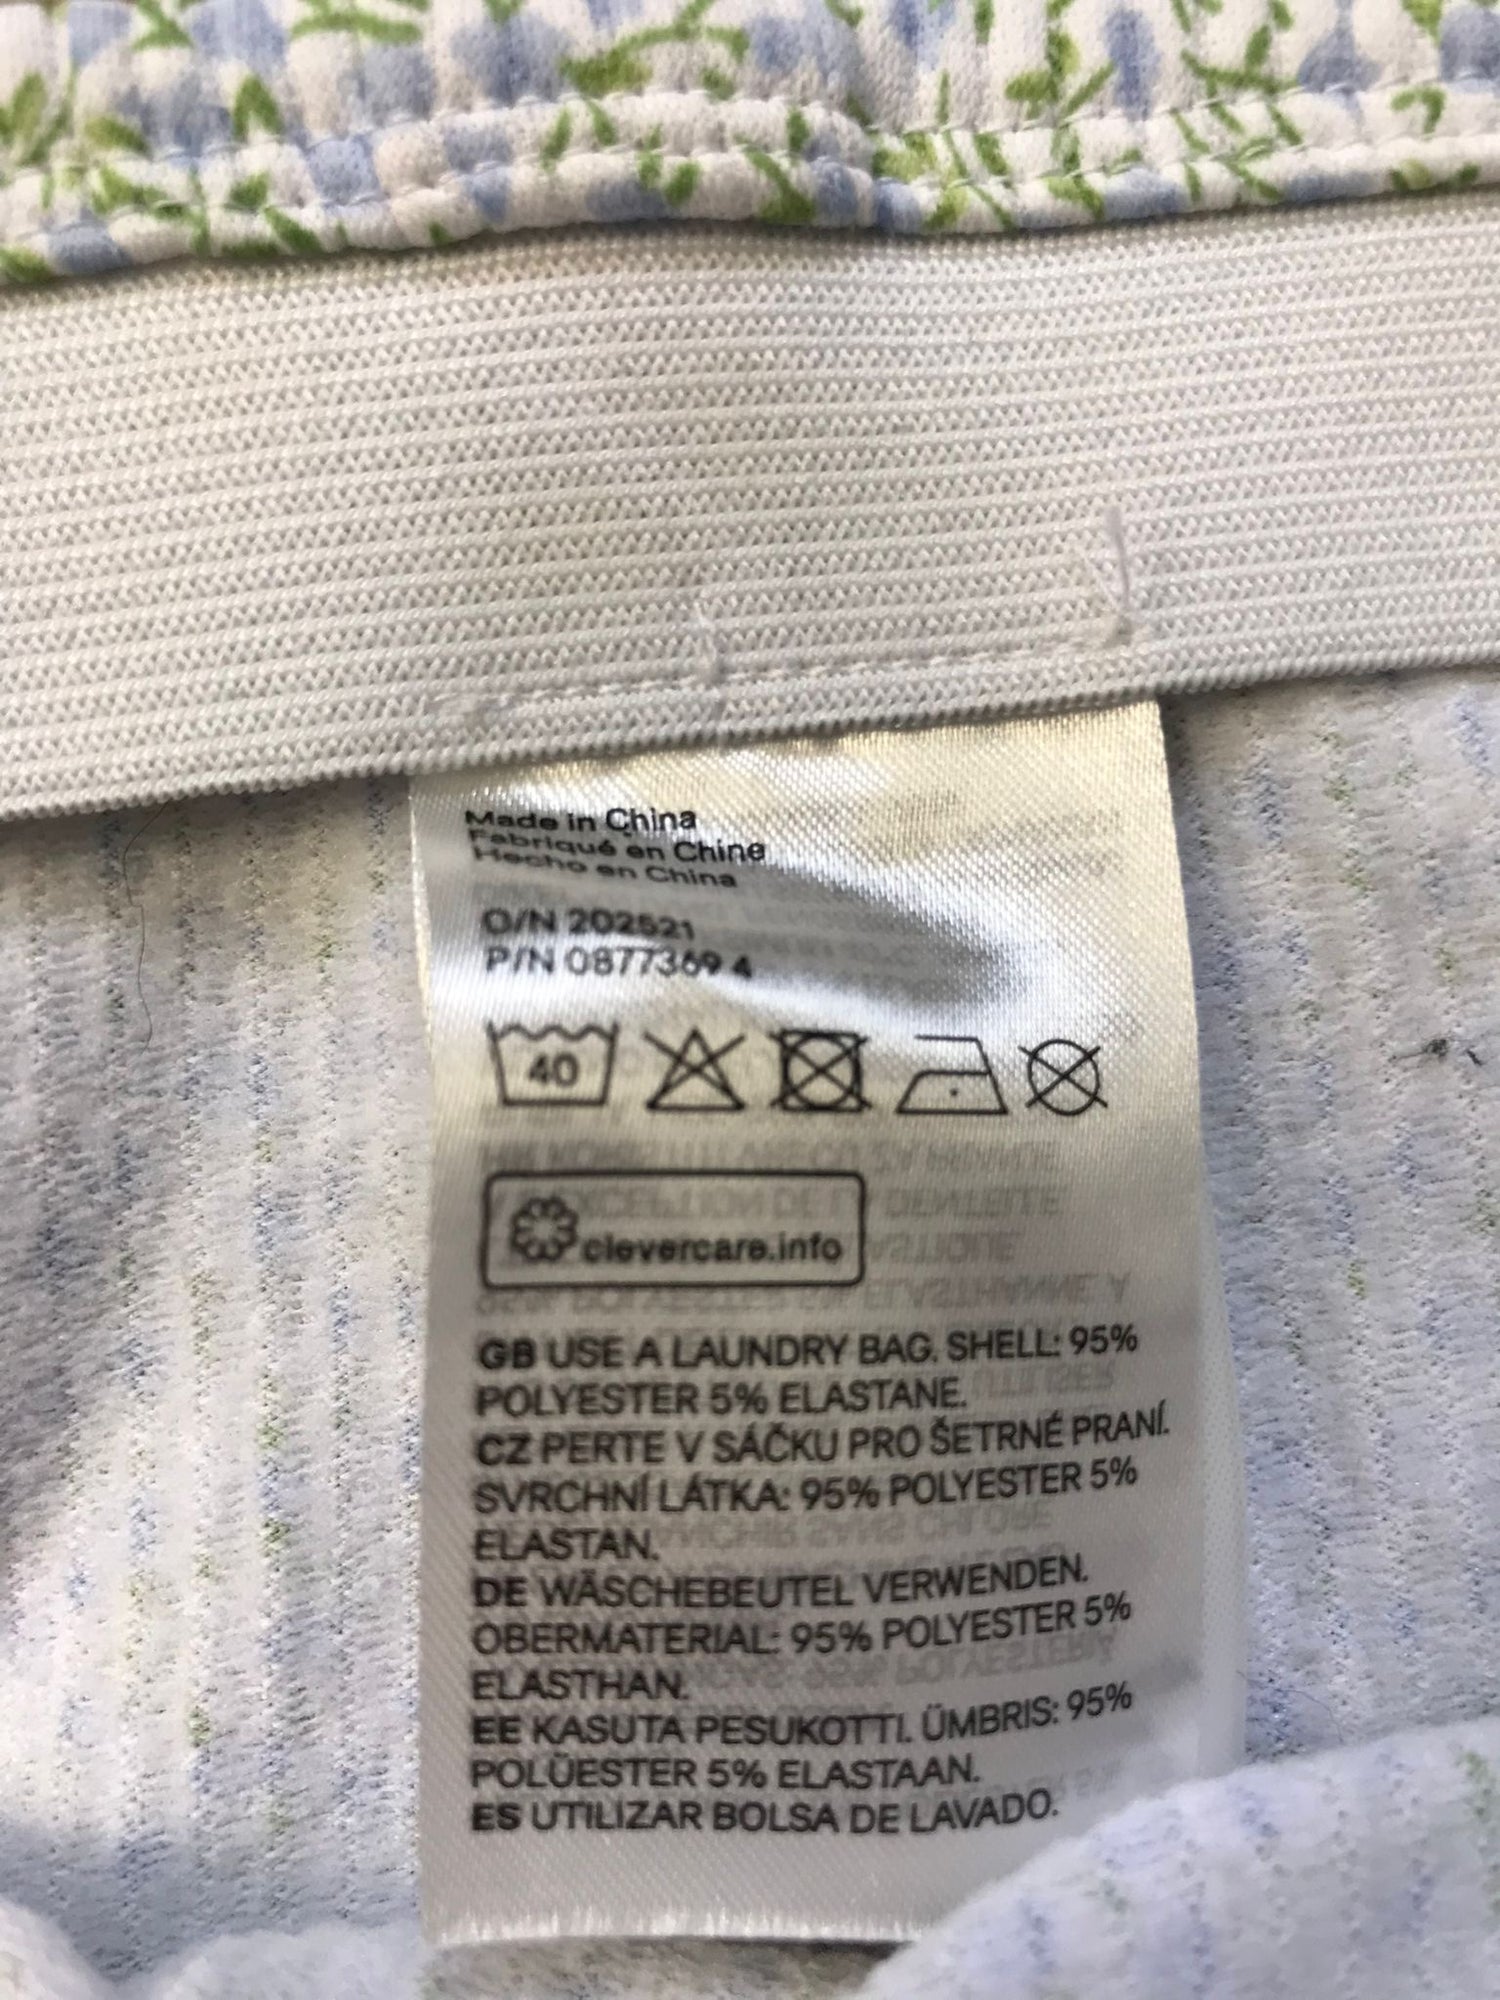 Made in China
Fabriqué en Chine
Hecho en China
O/N 202521
P/N 0877369 4
40
clevercare.info
GB USE A LAUNDRY BAG. SHELL: 95%
POLYESTER 5% ELASTANE.
CZ PERTE V SÁČKU PRO ŠETRNÉ PRANÍ.
SVRCHNÍ LÁTKA: 95% POLYESTER 5%
ELASTAN.
DE WÄSCHEBEUTEL VERWENDEN.
OBERMATERIAL: 95% POLYESTER 5%
ELASTHAN.
EE KASUTA PESUKOTTI. ÜMBRIS: 95%
POLÜESTER 5% ELASTAAN.
ES UTILIZAR BOLSA DE LAVADO.